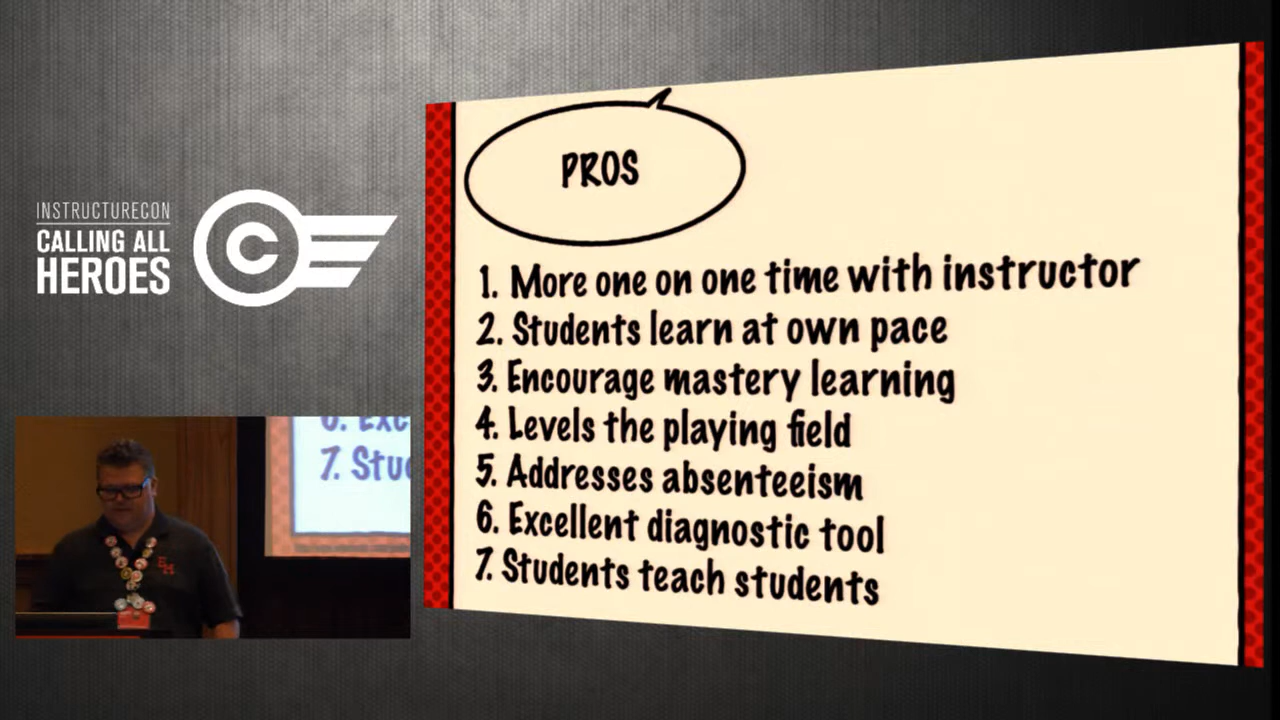 INSTRUCTURECON
CALLING ALL
HEROES
C
PROS
1. More one on one time with instructor
2. Students learn at own pace
3. Encourage mastery learning
4. Levels the playing field
5. Addresses absenteeism
6. Excellent diagnostic tool
7. Students teach students
6. Exc
7. Stu